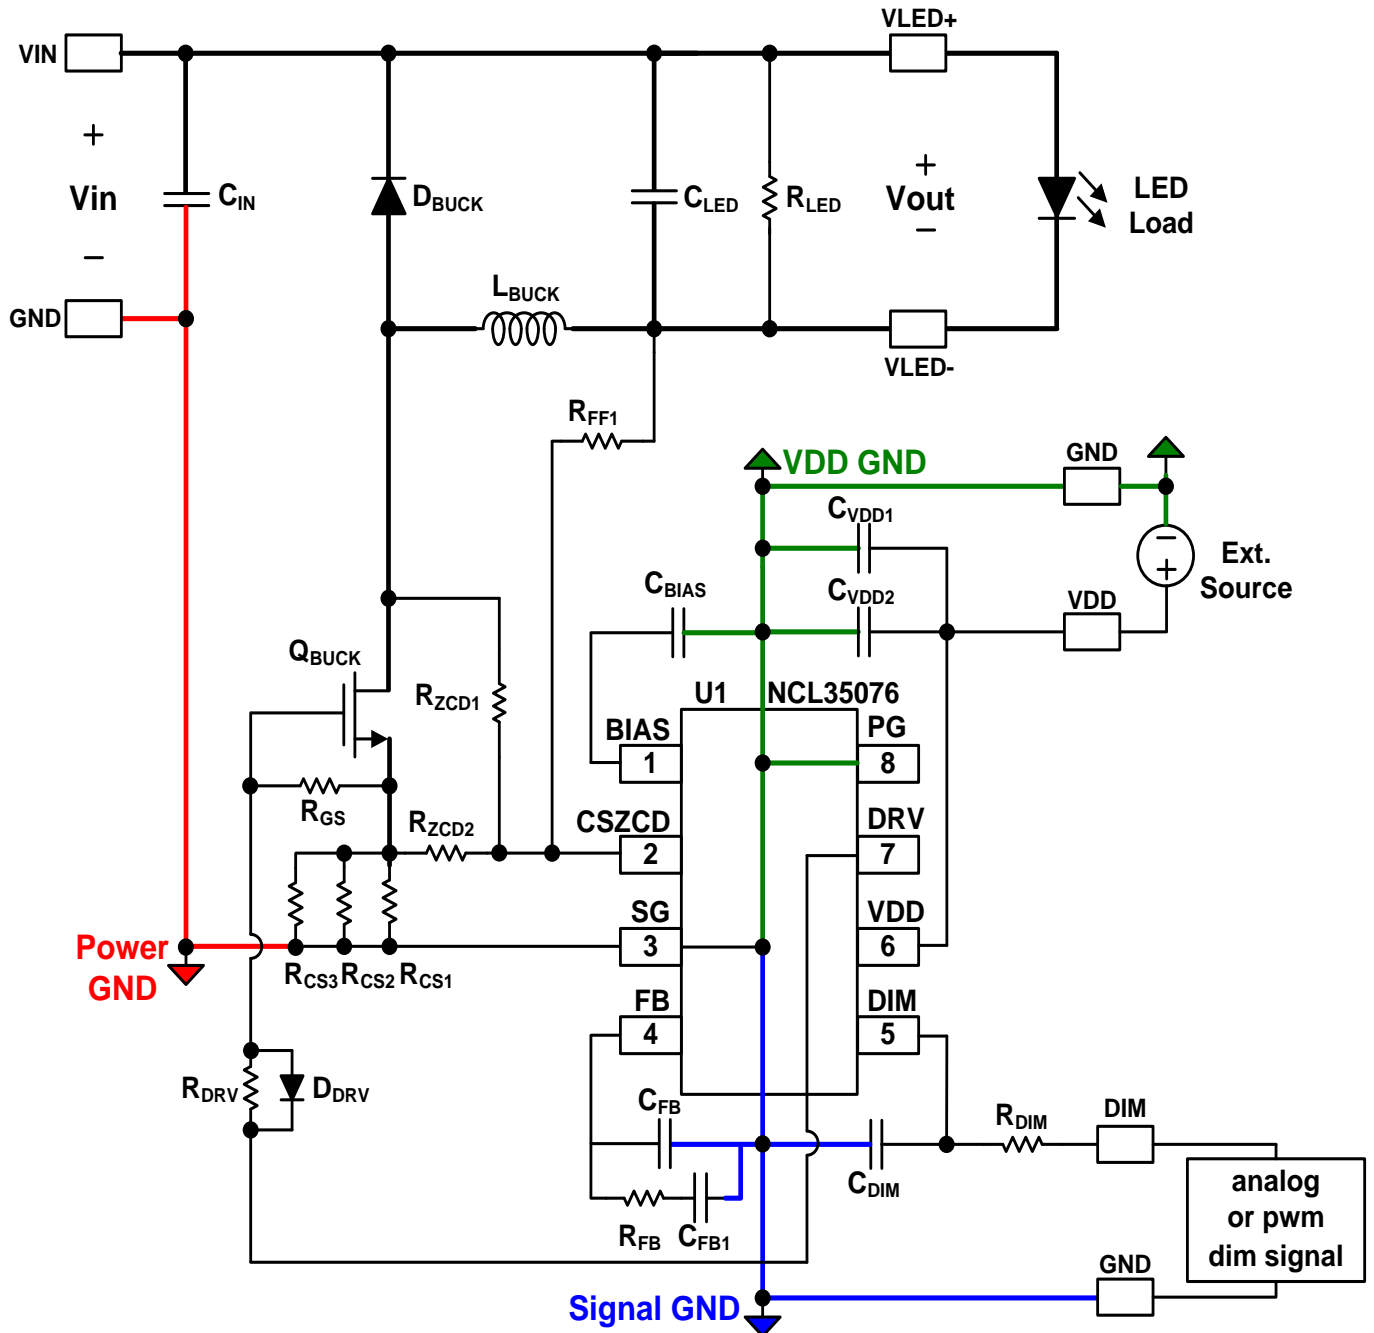 VLED+
VIN
+
Vin
−
CIN
DBUCK
CLED
RLED
+
Vout
−
LED
Load
GND
LBUCK
VLED-
RFF1
VDD GND
GND
CVDD1
−
+
Ext.
Source
CBIAS
CVDD2
VDD
QBUCK
RZCD1
U1
NCL35076
BIAS
1
PG
8
RGS
RZCD2
CSZCD
2
DRV
7
SG
3
VDD
6
Power
GND
RCS3
RCS2
RCS1
FB
4
DIM
5
RDRV
DDRV
CFB
RDIM
DIM
CDIM
RFB
CFB1
analog
or pwm
dim signal
GND
Signal GND